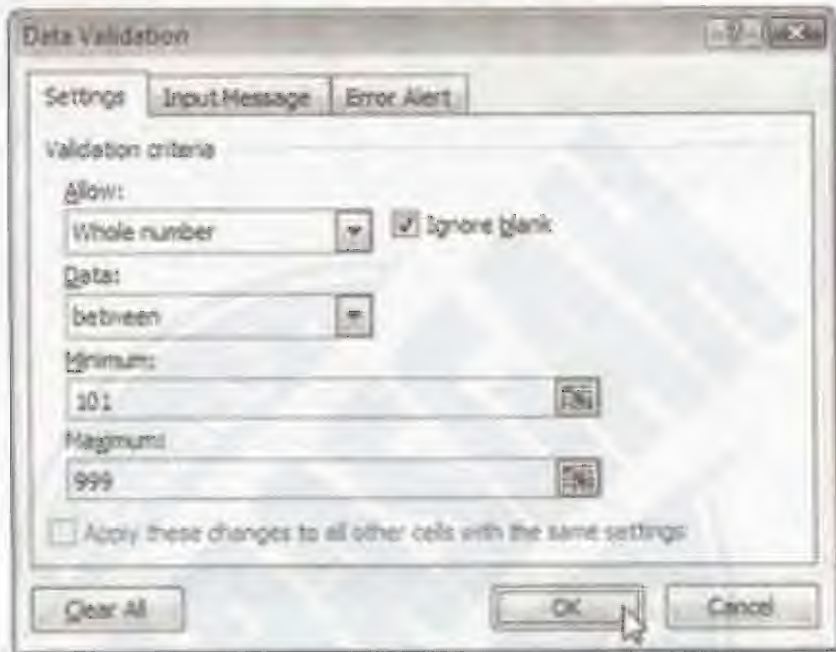 Data Validation
Settings Input Message Error Alert
Validation criteria
Allow:
Whole number Ignore blank
Data:
between
Minimum:
101
Maximum:
999
Apply these changes to all other cells with the same settings
Clear All OK Cancel